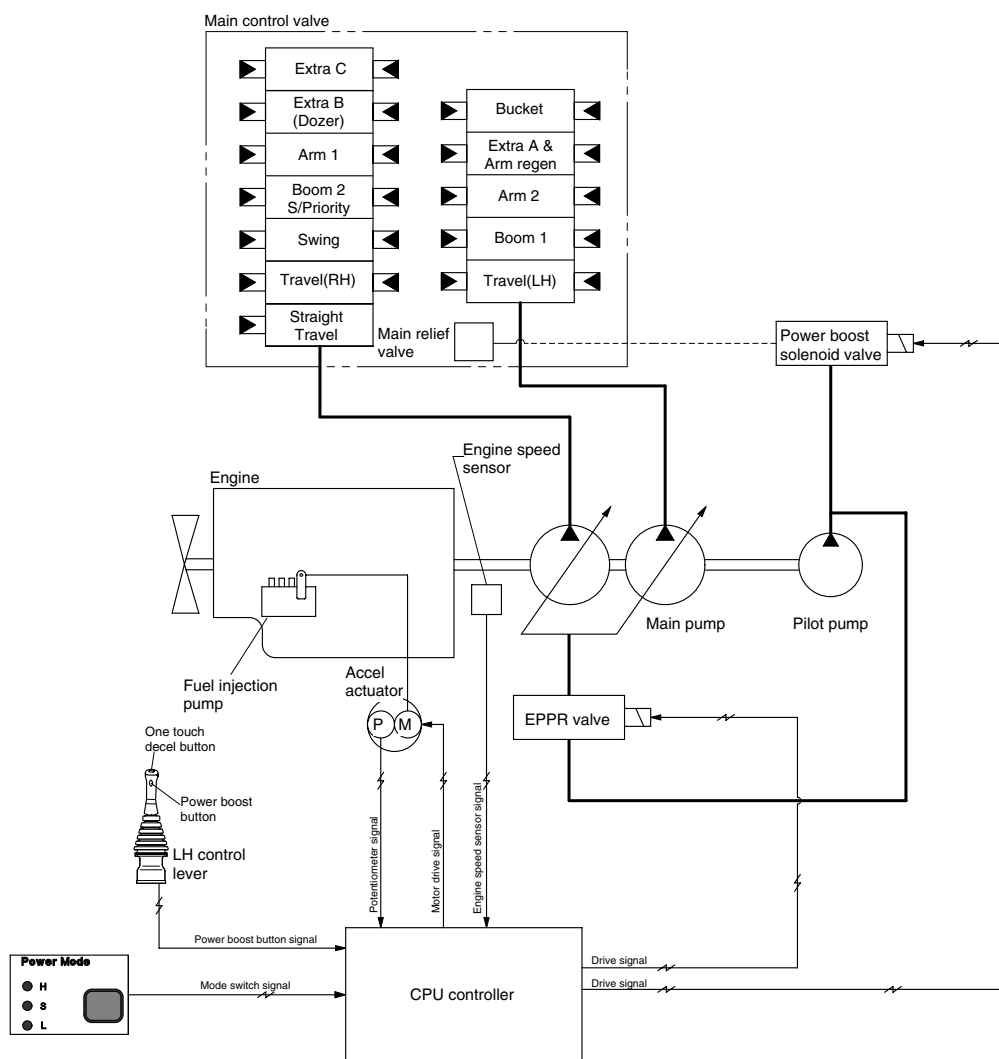 Main control valve
Extra C
Extra B
(Dozer)
Arm 1
Boom 2
S/Priority
Swing
Travel(RH)
Straight
Travel
Bucket
Extra A &
Arm regen
Arm 2
Boom 1
Travel(LH)
Main relief
valve
Power boost
solenoid valve
Engine speed
sensor
Engine
Main pump
Pilot pump
Fuel injection
pump
Accel
actuator
P
M
EPPR valve
One touch
decel button
Power boost
button
LH control
lever
Potentiometer signal
Motor drive signal
Engine speed sensor signal
Power boost button signal
Power Mode
H
S
L
Mode switch signal
CPU controller
Drive signal
Drive signal